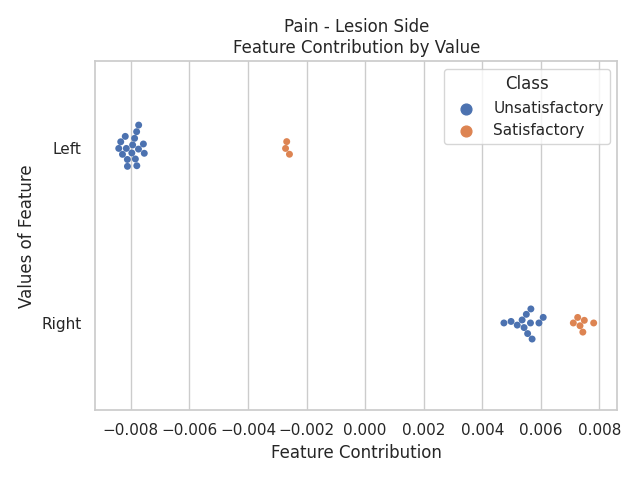 Pain - Lesion Side
Feature Contribution by Value
Class
Unsatisfactory
Satisfactory
Values of Feature
Left
Right
−0.008 −0.006 −0.004 −0.002 0.000 0.002 0.004 0.006 0.008
Feature Contribution